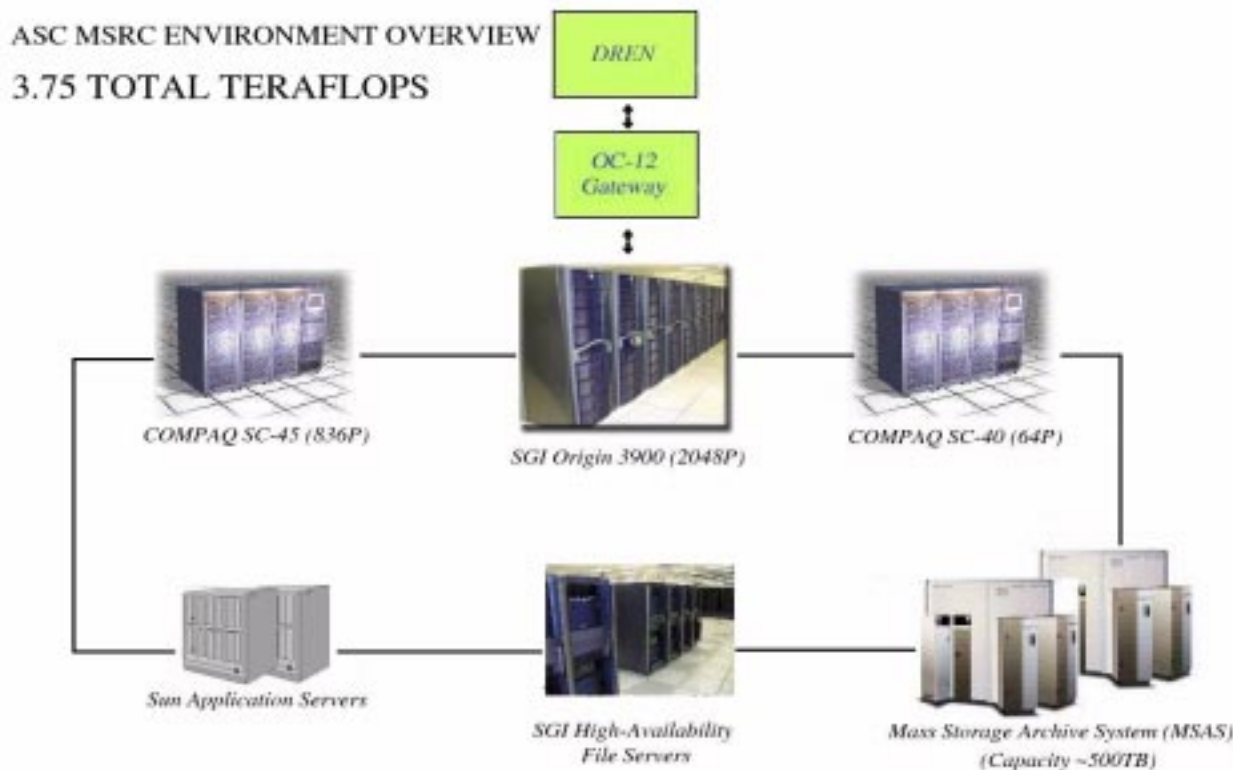 ASC MSRC ENVIRONMENT OVERVIEW
3.75 TOTAL TERAFLOPS
DREN
OC-12
Gateway
COMPAQ SC-45 (836P)
SGI Origin 3900 (2048P)
COMPAQ SC-40 (64P)
Sun Application Servers
SGI High-Availability
File Servers
Mass Storage Archive System (MSAS)
(Capacity ~500TB)